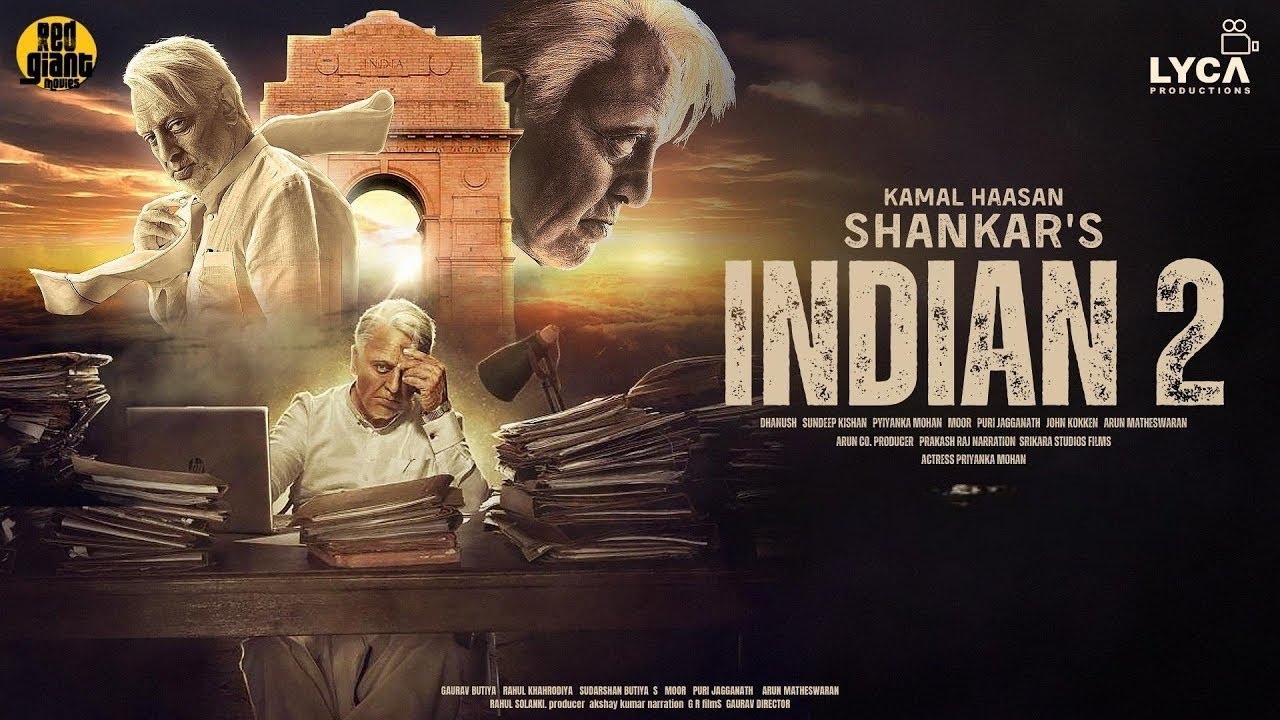 Red
giant
movies
INDIA
LYCA
PRODUCTIONS
KAMAL HAASAN
SHANKAR'S
INDIAN 2
DHANUSH SUNDEEP KISHAN PYIYANKA MOHAN MOOR PURI JAGGANATH JOHN KOKKEN ARUN MATHESWARAN
ARUN CO. PRODUCER PRAKASH RAJ NARRATION SRIKARA STUDIOS FILMS
ACTRESS PRIYANKA MOHAN
GAURAV BUTIYA RAHUL KHAHRODIYA SUDARSHAN BUTIYA S MOOR PURI JAGGANATH ARUN MATHESWARAN
RAHUL SOLANKI. producer akshay kumar narration G R filmS GAURAV DIRECTOR